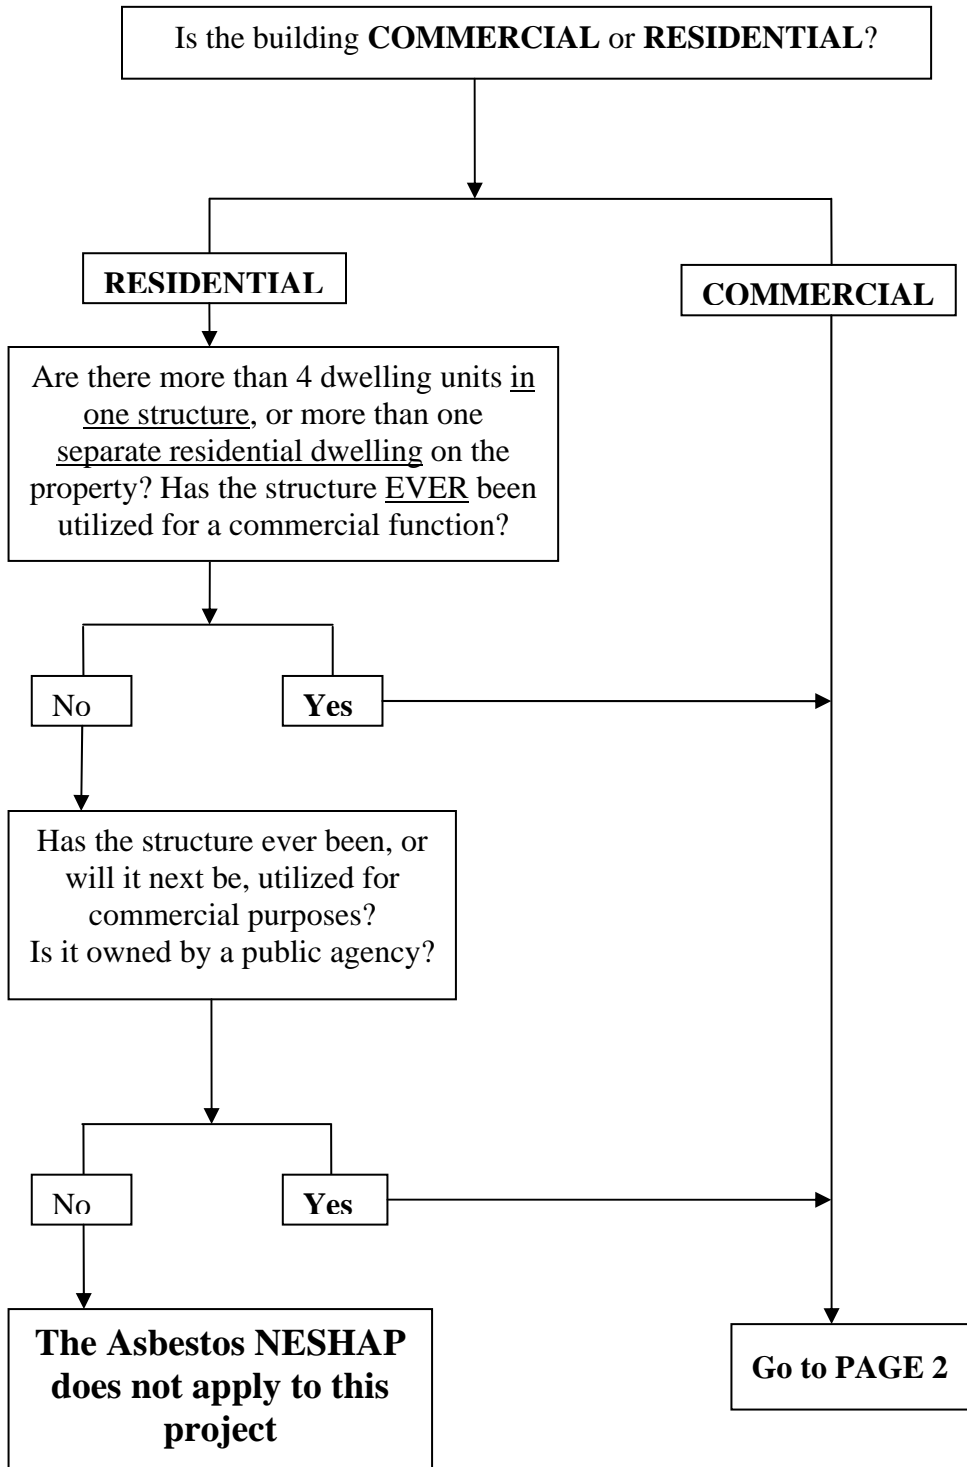 Is the building COMMERCIAL or RESIDENTIAL?
RESIDENTIAL
COMMERCIAL
Are there more than 4 dwelling units in
one structure, or more than one
separate residential dwelling on the
property? Has the structure EVER been
utilized for a commercial function?
No
Yes
Has the structure ever been, or
will it next be, utilized for
commercial purposes?
Is it owned by a public agency?
No
Yes
The Asbestos NESHAP
does not apply to this
project
Go to PAGE 2